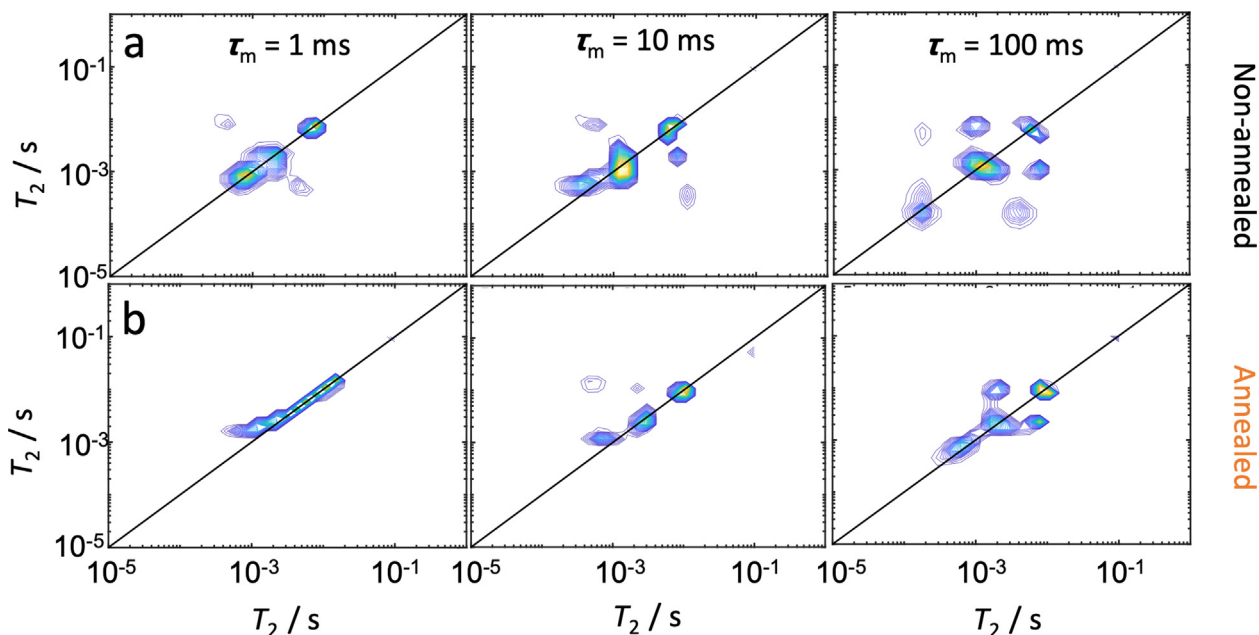 a
τm = 1 ms
τm = 10 ms
τm = 100 ms
Non-annealed
T2 / s
10-1
10-3
10-5
b
Annealed
T2 / s
10-1
10-3
10-5
10-5 10-3 10-1 10-5 10-3 10-1 10-5 10-3 10-1
T2 / s T2 / s T2 / s